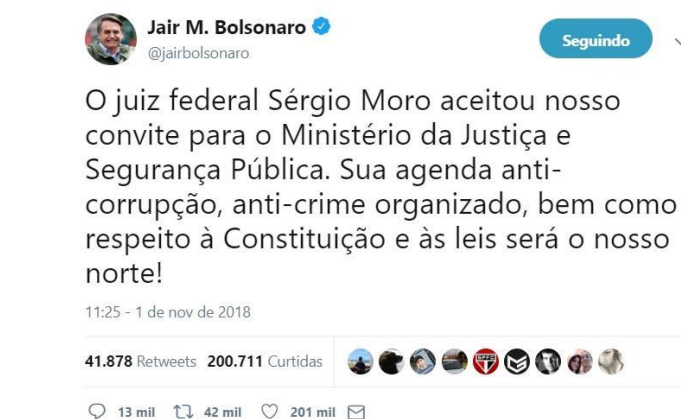 Jair M. Bolsonaro
@jairbolsonaro
Seguindo
O juiz federal Sérgio Moro aceitou nosso
convite para o Ministério da Justiça e
Segurança Pública. Sua agenda anti-
corrupção, anti-crime organizado, bem como
respeito à Constituição e às leis será o nosso
norte!
11:25 - 1 de nov de 2018
41.878 Retweets 200.711 Curtidas
13 mil 42 mil 201 mil